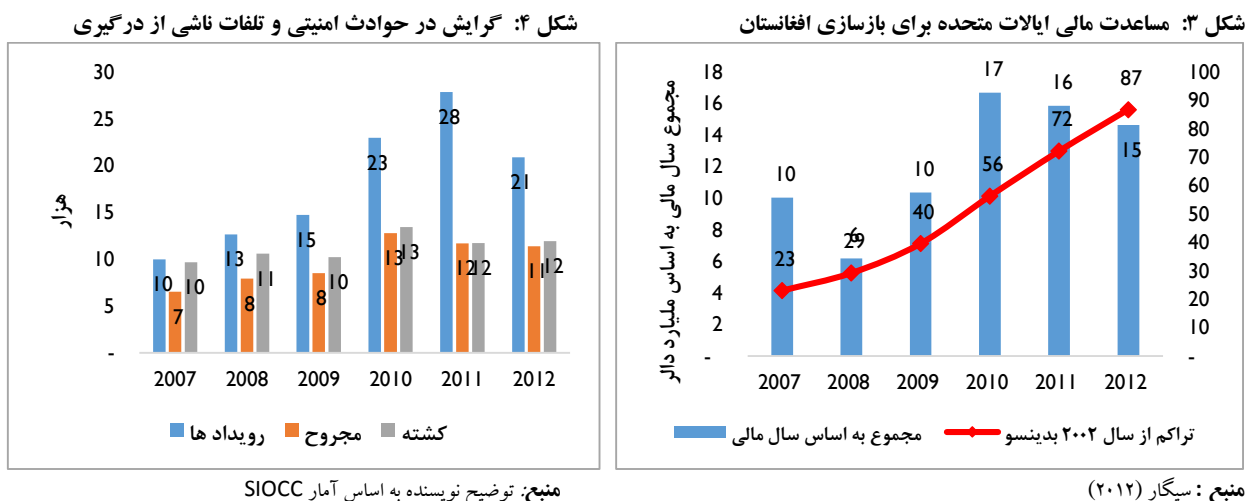 شکل ۳: مساعدت مالی ایالات متحده برای بازسازی افغانستان
مجموع سال مالی به اساس ملیارد دالر
18
16
14
12
10
8
6
4
2
-
100
90
80
70
60
50
40
30
20
10
-
10
6
10
17
16
15
23
29
40
56
72
87
2007 2008 2009 2010 2011 2012
مجموع به اساس سال مالی
تراکم از سال ۲۰۰۲ بدینسو
منبع : سیگار (۲۰۱۲)
شکل ۴: گرایش در حوادث امنیتی و تلفات ناشی از درگیری
هزار
30
25
20
15
10
5
-
10 7 10
13 8 11
15 8 10
23 13 13
28 12 12
21 11 12
2007 2008 2009 2010 2011 2012
رویداد ها
مجروح
کشته
منبع: توضیح نویسنده به اساس آمار SIOCC